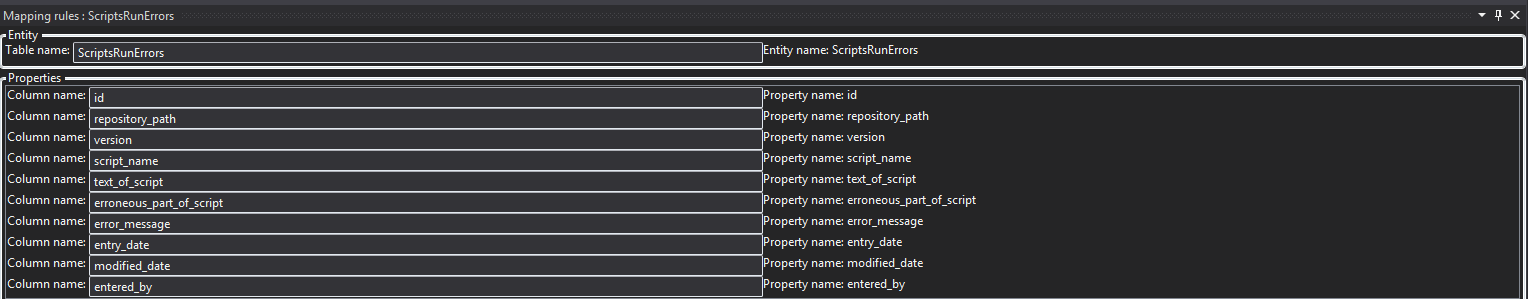 Mapping rules : ScriptsRunErrors
Entity
Table name: ScriptsRunErrors Entity name: ScriptsRunErrors
Properties
Column name: id Property name: id
Column name: repository_path Property name: repository_path
Column name: version Property name: version
Column name: script_name Property name: script_name
Column name: text_of_script Property name: text_of_script
Column name: erroneous_part_of_script Property name: erroneous_part_of_script
Column name: error_message Property name: error_message
Column name: entry_date Property name: entry_date
Column name: modified_date Property name: modified_date
Column name: entered_by Property name: entered_by